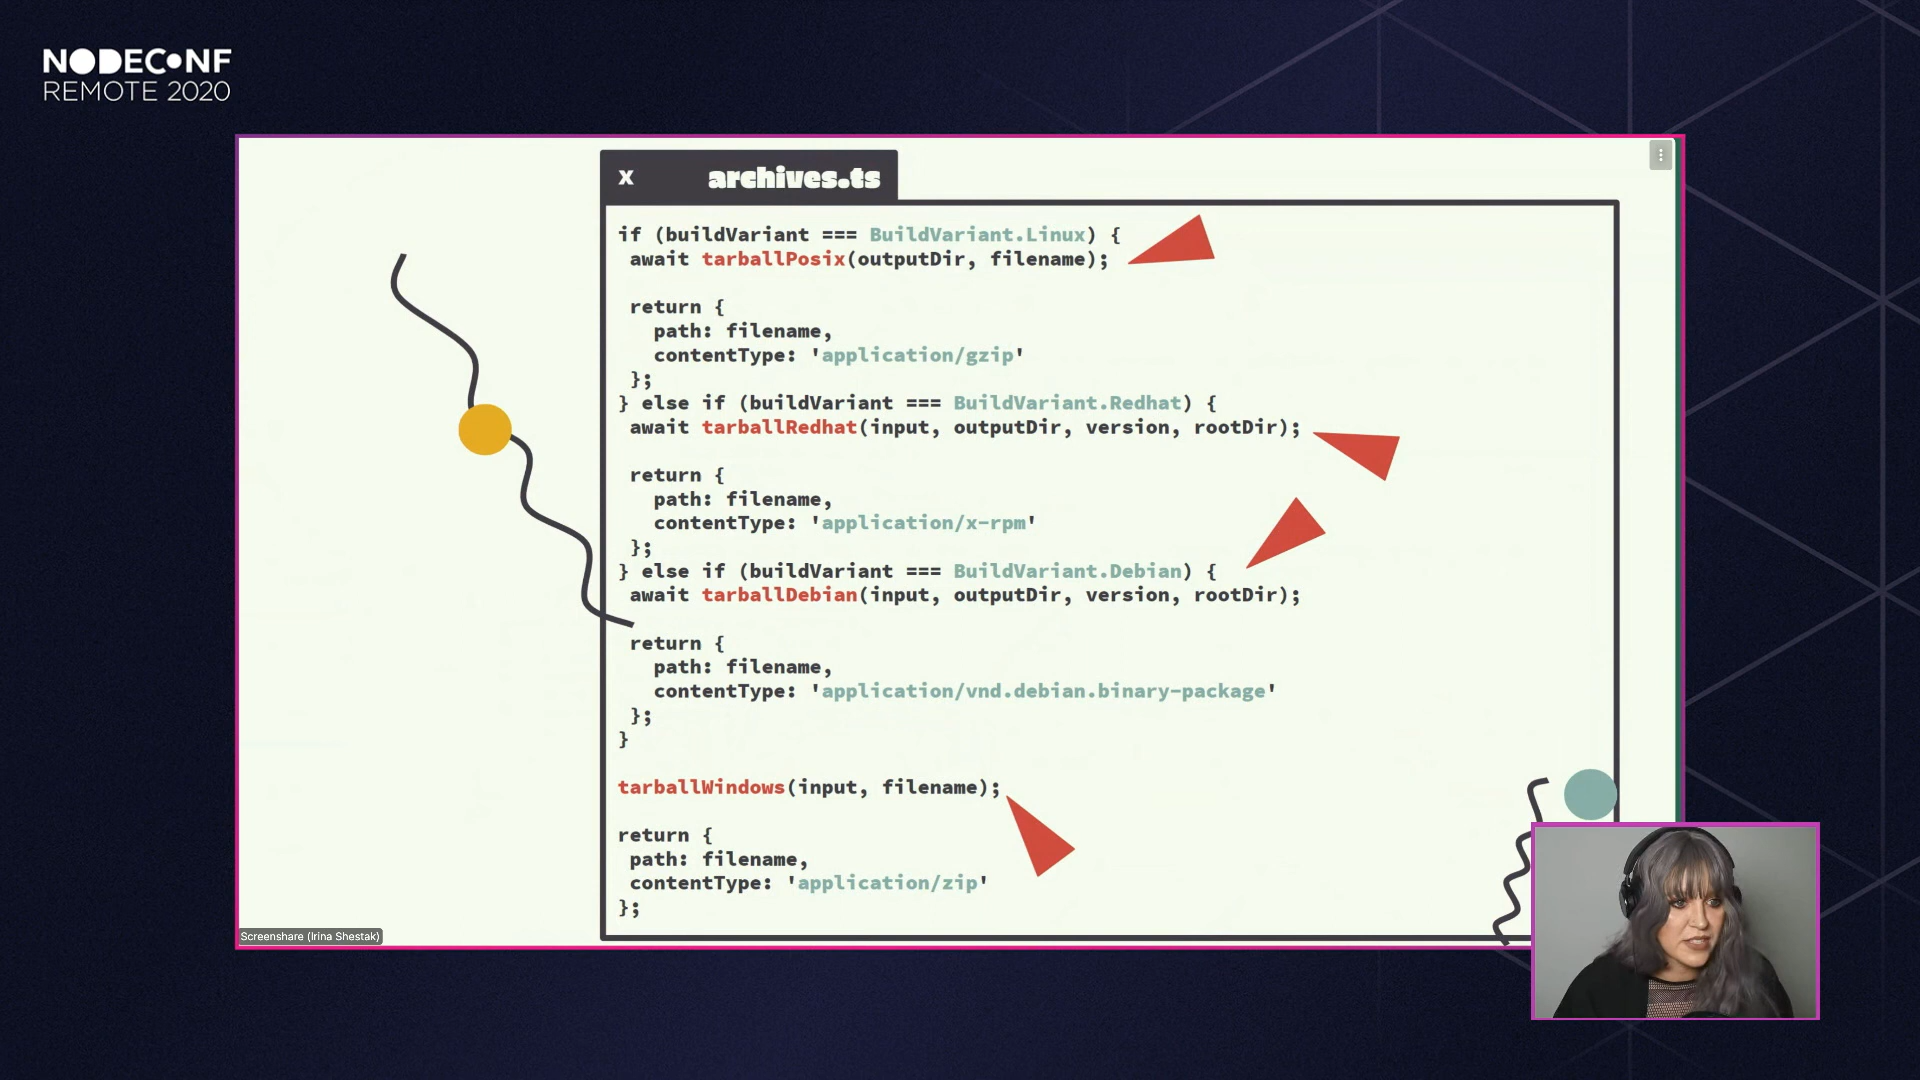 NODECONF
REMOTE 2020
x archives.ts
if (buildVariant === BuildVariant.Linux) {
await tarballPosix(outputDir, filename);
return {
path: filename,
contentType: 'application/gzip'
};
} else if (buildVariant === BuildVariant.Redhat) {
await tarballRedhat(input, outputDir, version, rootDir);
return {
path: filename,
contentType: 'application/x-rpm'
};
} else if (buildVariant === BuildVariant.Debian) {
await tarballDebian(input, outputDir, version, rootDir);
return {
path: filename,
contentType: 'application/vnd.debian.binary-package'
};
}
tarballWindows(input, filename);
return {
path: filename,
contentType: 'application/zip'
};
Screenshare (Irina Shestak)